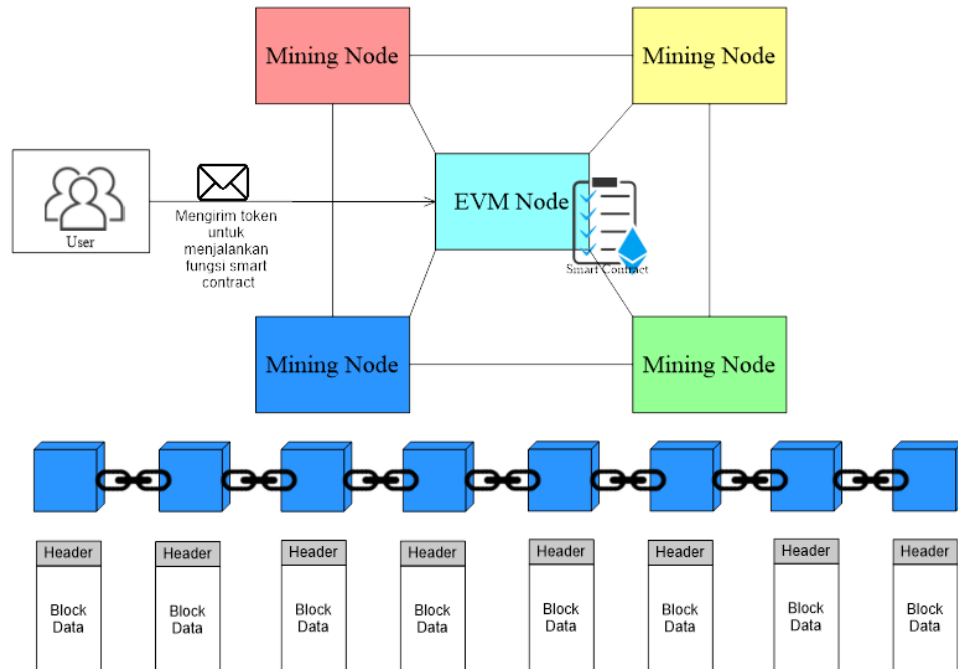 Mining Node
Mining Node
EVM Node
User
Mengirim token
untuk
menjalankan
fungsi smart
contract
Smart Contract
Mining Node
Mining Node
Header
Header
Header
Header
Header
Header
Header
Header
Block
Data
Block
Data
Block
Data
Block
Data
Block
Data
Block
Data
Block
Data
Block
Data